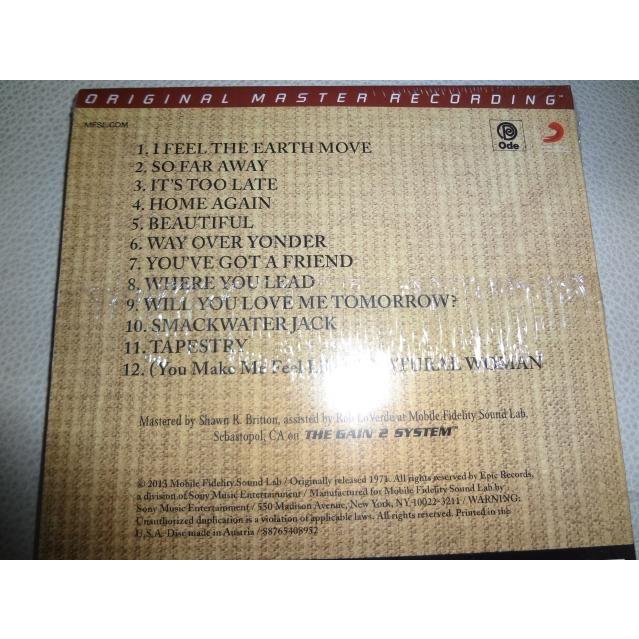 ORIGINAL MASTER RECORDING™
MFSL.COM
Ode
1. I FEEL THE EARTH MOVE
2. SO FAR AWAY
3. IT'S TOO LATE
4. HOME AGAIN
5. BEAUTIFUL
6. WAY OVER YONDER
7. YOU'VE GOT A FRIEND
8. WHERE YOU LEAD
9. WILL YOU LOVE ME TOMORROW?
10. SMACKWATER JACK
11. TAPESTRY
12. (You Make Me Feel NATURAL WOMAN
Mastered by Shawn R. Britton, assisted by Rob LoVerde at Mobile Fidelity Sound Lab,
Sebastopol, CA on THE GAIN 2 SYSTEM™
© 2013 Mobile Fidelity Sound Lab / Originally released 1971. All rights reserved by Epic Records,
a division of Sony Music Entertainment / Manufactured for Mobile Fidelity Sound Lab by
Sony Music Entertainment / 550 Madison Avenue, New York, NY, 10022-3211 / WARNING:
Unauthorized duplication is a violation of applicable laws. All rights reserved. Printed in the
U.S.A. Disc made in Austria / 88765408952